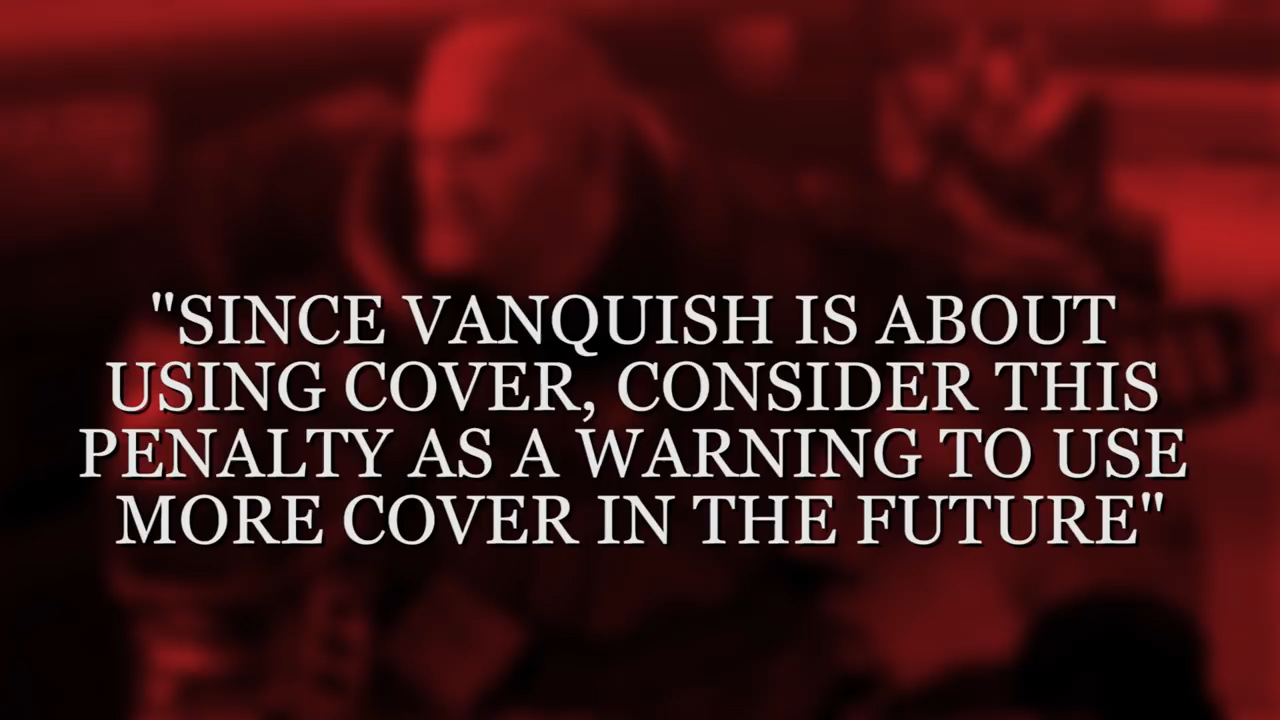 "SINCE VANQUISH IS ABOUT
USING COVER, CONSIDER THIS
PENALTY AS A WARNING TO USE
MORE COVER IN THE FUTURE"